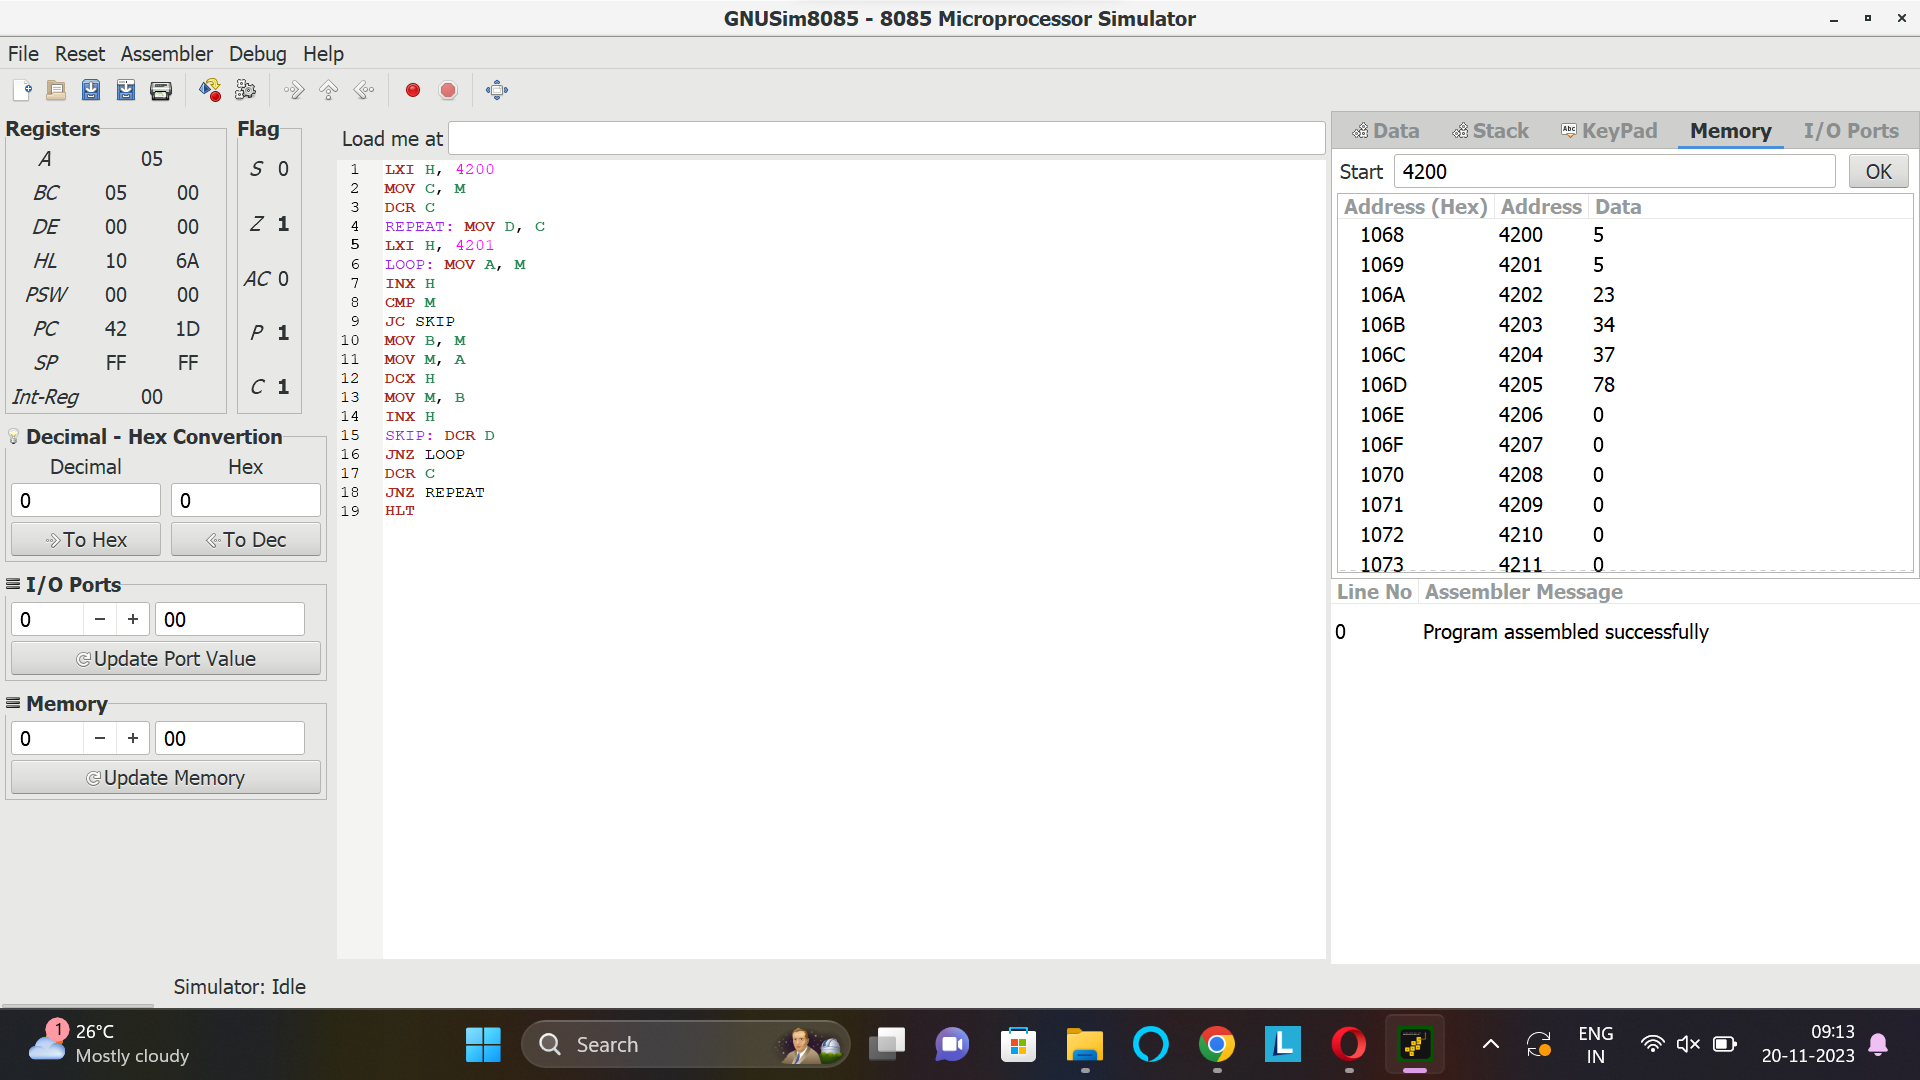 GNUSim8085 - 8085 Microprocessor Simulator
File Reset Assembler Debug Help
Registers
A 05
BC 05 00
DE 00 00
HL 10 6A
PSW 00 00
PC 42 1D
SP FF FF
Int-Reg 00
Flag
S 0
Z 1
AC 0
P 1
C 1
Decimal - Hex Convertion
Decimal Hex
0 0
To Hex To Dec
I/O Ports
0 − + 00
Update Port Value
Memory
0 − + 00
Update Memory
Load me at
1 LXI H, 4200
2 MOV C, M
3 DCR C
4 REPEAT: MOV D, C
5 LXI H, 4201
6 LOOP: MOV A, M
7 INX H
8 CMP M
9 JC SKIP
10 MOV B, M
11 MOV M, A
12 DCX H
13 MOV M, B
14 INX H
15 SKIP: DCR D
16 JNZ LOOP
17 DCR C
18 JNZ REPEAT
19 HLT
Data Stack Abc KeyPad Memory I/O Ports
Start 4200 OK
Address (Hex) Address Data
1068 4200 5
1069 4201 5
106A 4202 23
106B 4203 34
106C 4204 37
106D 4205 78
106E 4206 0
106F 4207 0
1070 4208 0
1071 4209 0
1072 4210 0
1073 4211 0
Line No Assembler Message
0 Program assembled successfully
Simulator: Idle
1 26°C
Mostly cloudy
Search
L
ENG
IN
09:13
20-11-2023